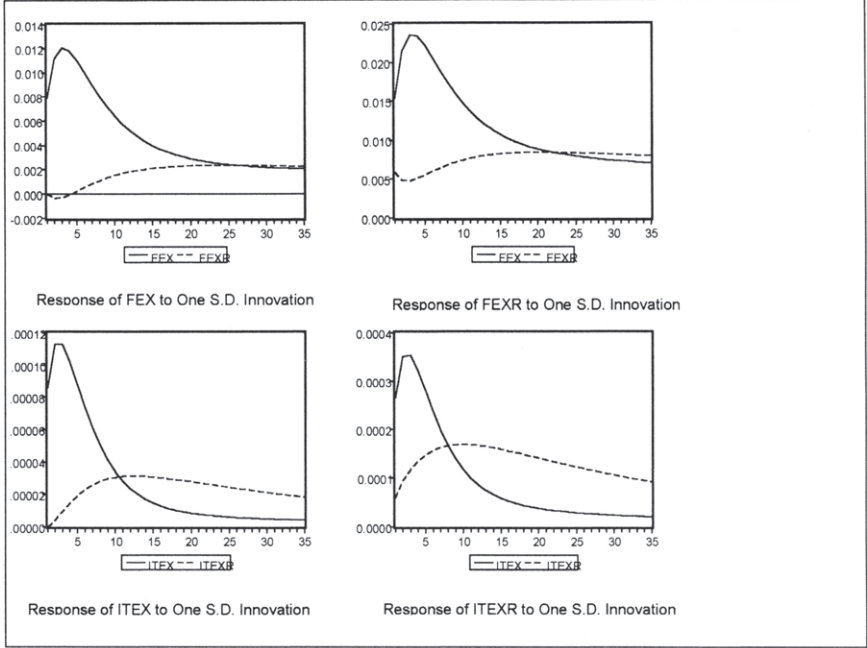 0.014
0.012
0.010
0.008
0.006
0.004
0.002
0.000
-0.002
5 10 15 20 25 30 35
FEX FEXR
Response of FEX to One S.D. Innovation
0.025
0.020
0.015
0.010
0.005
0.000
5 10 15 20 25 30 35
FEX FEXR
Response of FEXR to One S.D. Innovation
.00012
.00010
.00008
.00006
.00004
.00002
.00000
5 10 15 20 25 30 35
ITEX ITEXR
Response of ITEX to One S.D. Innovation
0.0004
0.0003
0.0002
0.0001
0.0000
5 10 15 20 25 30 35
ITEX ITEXR
Response of ITEXR to One S.D. Innovation